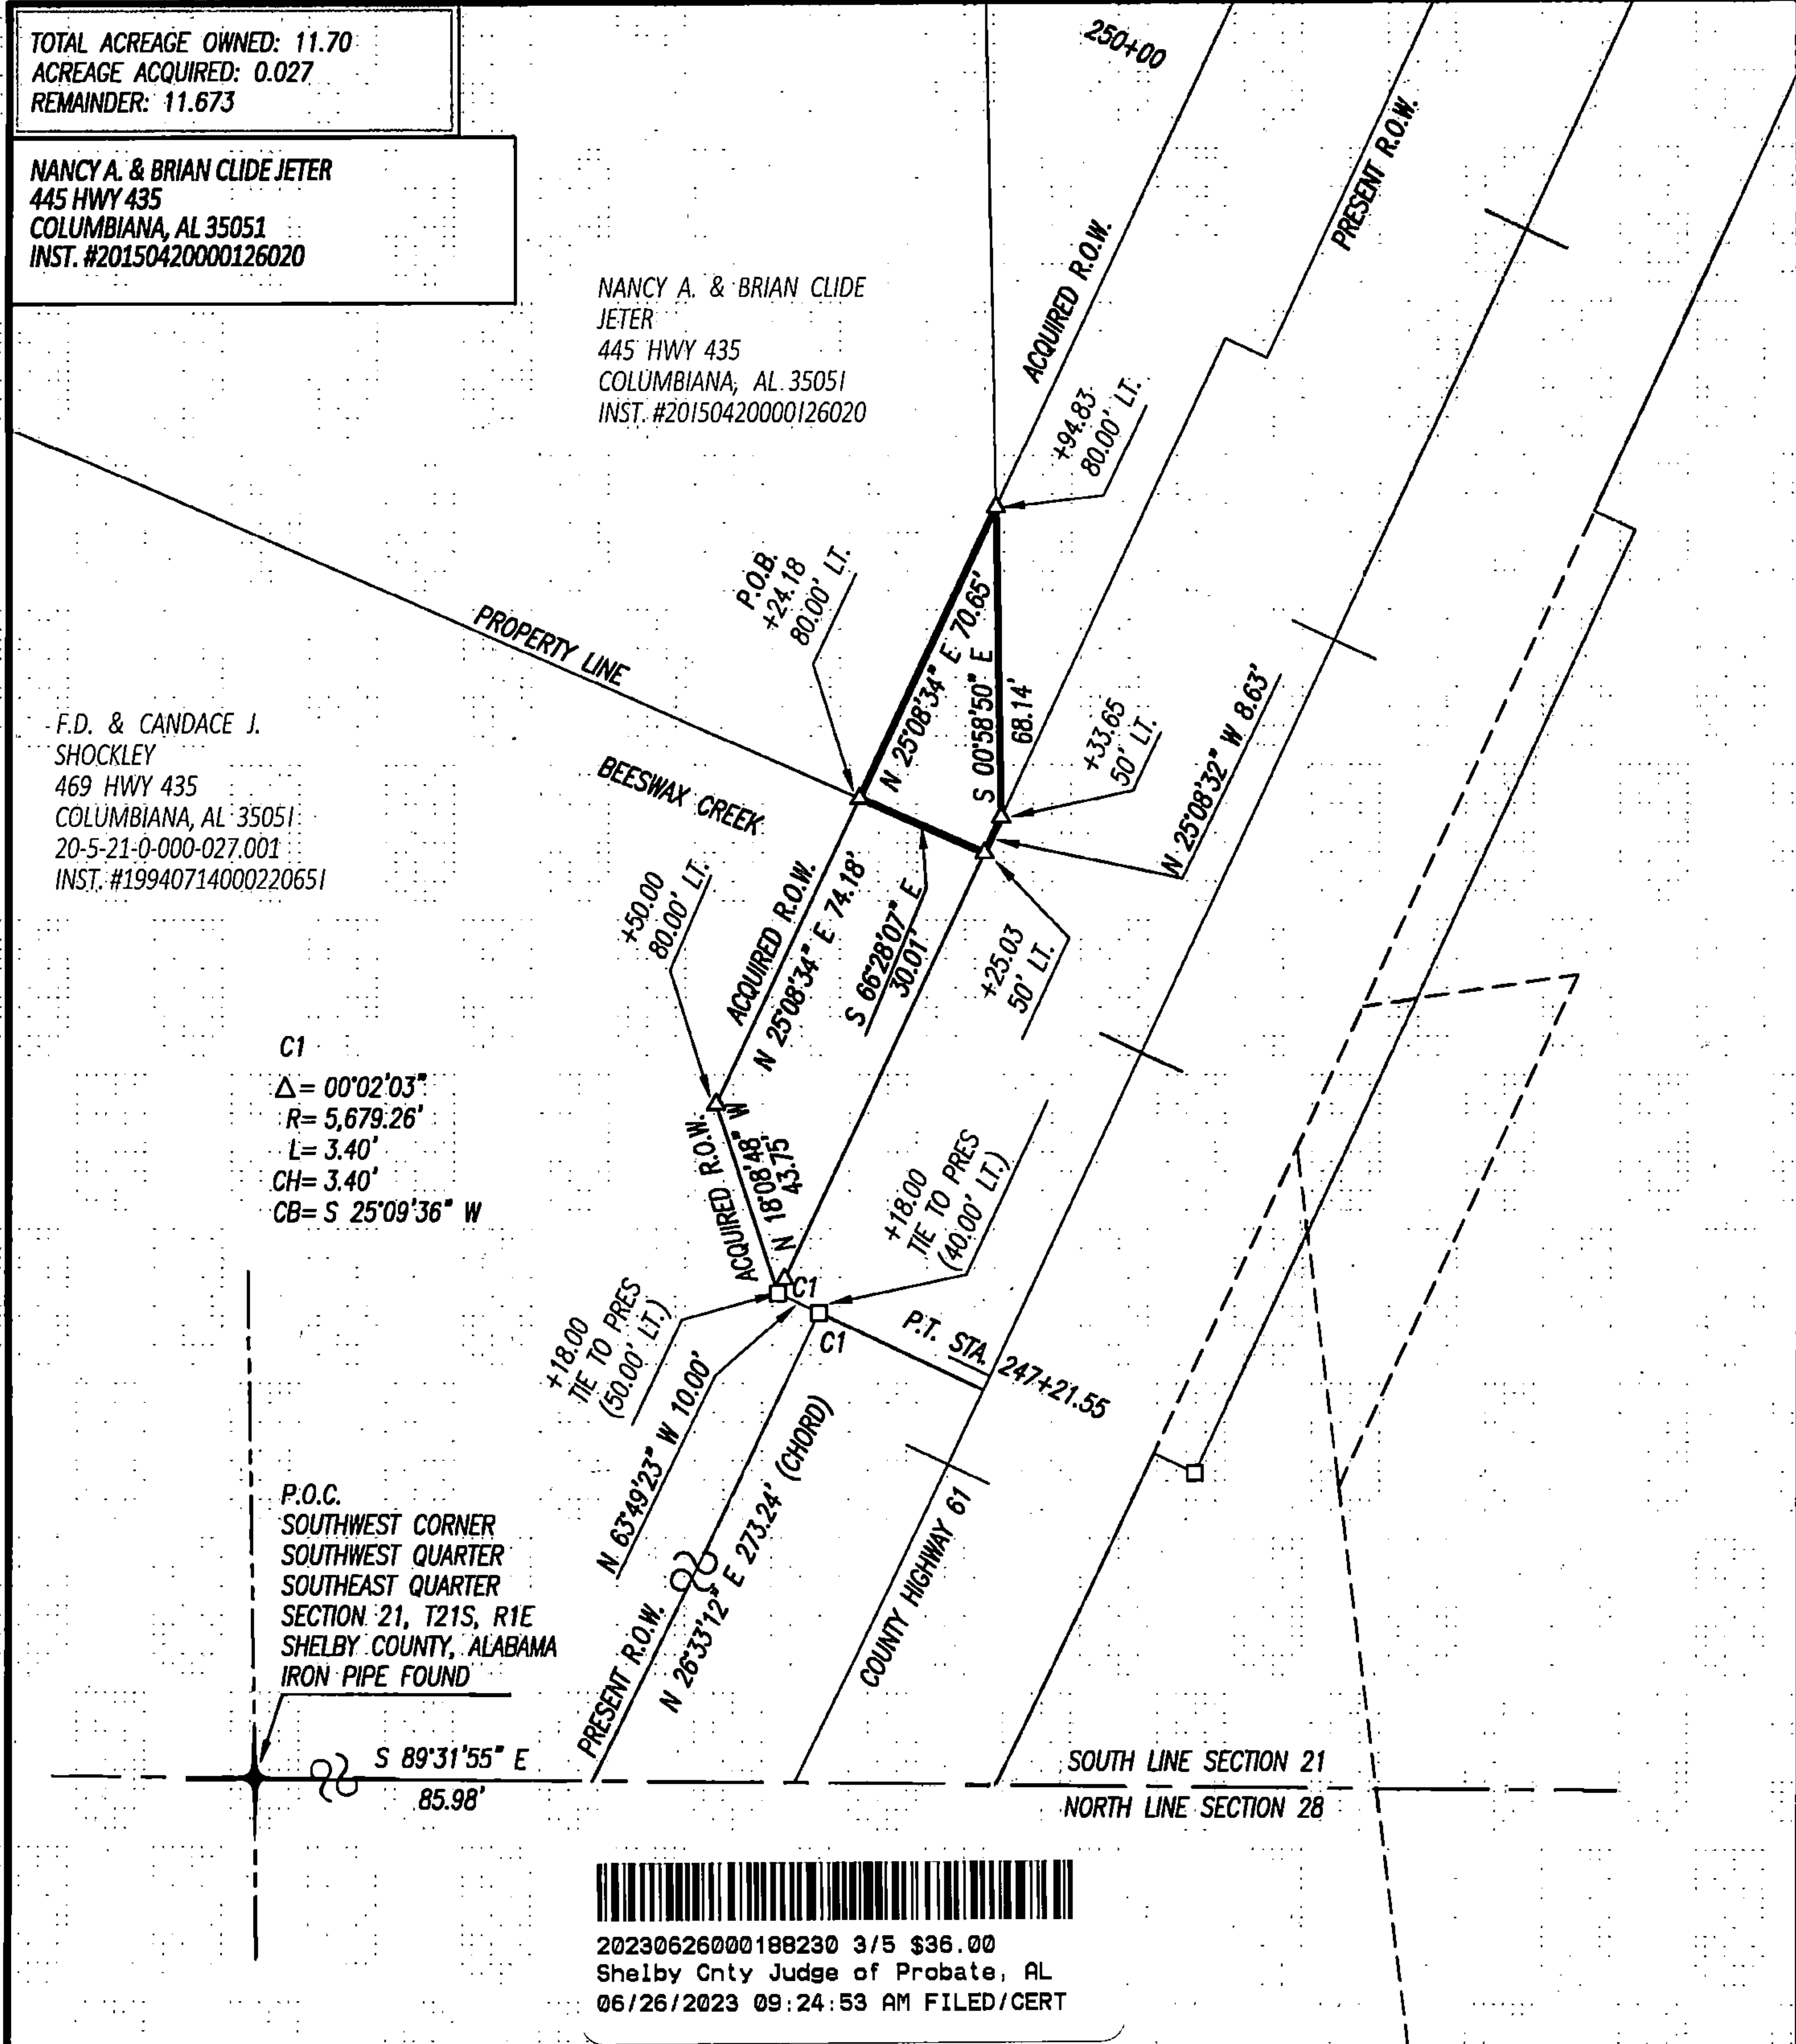 TOTAL ACREAGE OWNED: 11.70
ACREAGE ACQUIRED: 0.027
REMAINDER: 11.673
NANCY A. & BRIAN CLIDE JETER
445 HWY 435
COLUMBIANA, AL 35051
INST. #20150420000126020
NANCY A. & BRIAN CLIDE
JETER
445 HWY 435
COLUMBIANA, AL 35051
INST. #20150420000126020
250+00
ACQUIRED R.O.W.
PRESENT R.O.W.
+94.83
80.00' LT.
P.O.B.
+24.18
80.00' LT.
PROPERTY LINE
N 25°08'34" E 70.65'
S 00°58'50" E
68.14'
+33.65
50' LT.
N 25°08'32" W 8.63'
F.D. & CANDACE J.
SHOCKLEY
469 HWY 435
COLUMBIANA, AL 35051
20-5-21-0-000-027.001
INST. #19940714000220651
BEESWAX CREEK
+50.00
80.00' LT.
ACQUIRED R.O.W.
N 25°08'34" E 74.18'
S 66°28'07" E
30.01'
+25.03
50' LT.
C1
Δ= 00°02'03"
R= 5,679.26'
L= 3.40'
CH= 3.40'
CB= S 25°09'36" W
ACQUIRED R.O.W.
N 18°08'48" W
43.75'
+18.00
TIE TO PRES
(40.00' LT.)
C1
+18.00
TIE TO PRES
(50.00' LT.)
C1
P.T. STA. 247+21.55
N 63°49'23" W 10.00'
P.O.C.
SOUTHWEST CORNER
SOUTHWEST QUARTER
SOUTHEAST QUARTER
SECTION 21, T21S, R1E
SHELBY COUNTY, ALABAMA
IRON PIPE FOUND
PRESENT R.O.W.
N 26°33'12" E 273.24' (CHORD)
COUNTY HIGHWAY 61
S 89°31'55" E
85.98'
SOUTH LINE SECTION 21
NORTH LINE SECTION 28
20230626000188230 3/5 $36.00
Shelby Cnty Judge of Probate, AL
06/26/2023 09:24:53 AM FILED/CERT